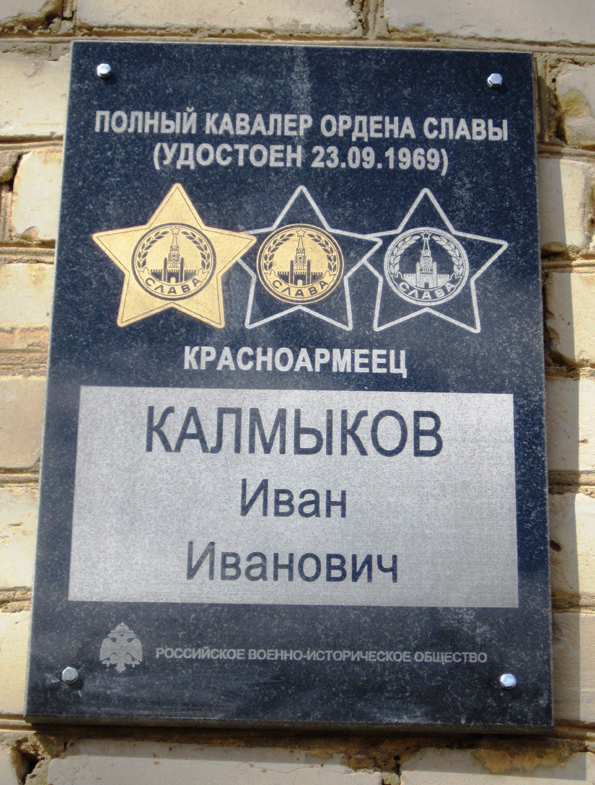 ПОЛНЫЙ КАВАЛЕР ОРДЕНА СЛАВЫ
(УДОСТОЕН 23.09.1969)
СЛАВА СЛАВА СЛАВА
КРАСНОАРМЕЕЦ
КАЛМЫКОВ
Иван
Иванович
РОССИЙСКОЕ ВОЕННО-ИСТОРИЧЕСКОЕ ОБЩЕСТВО